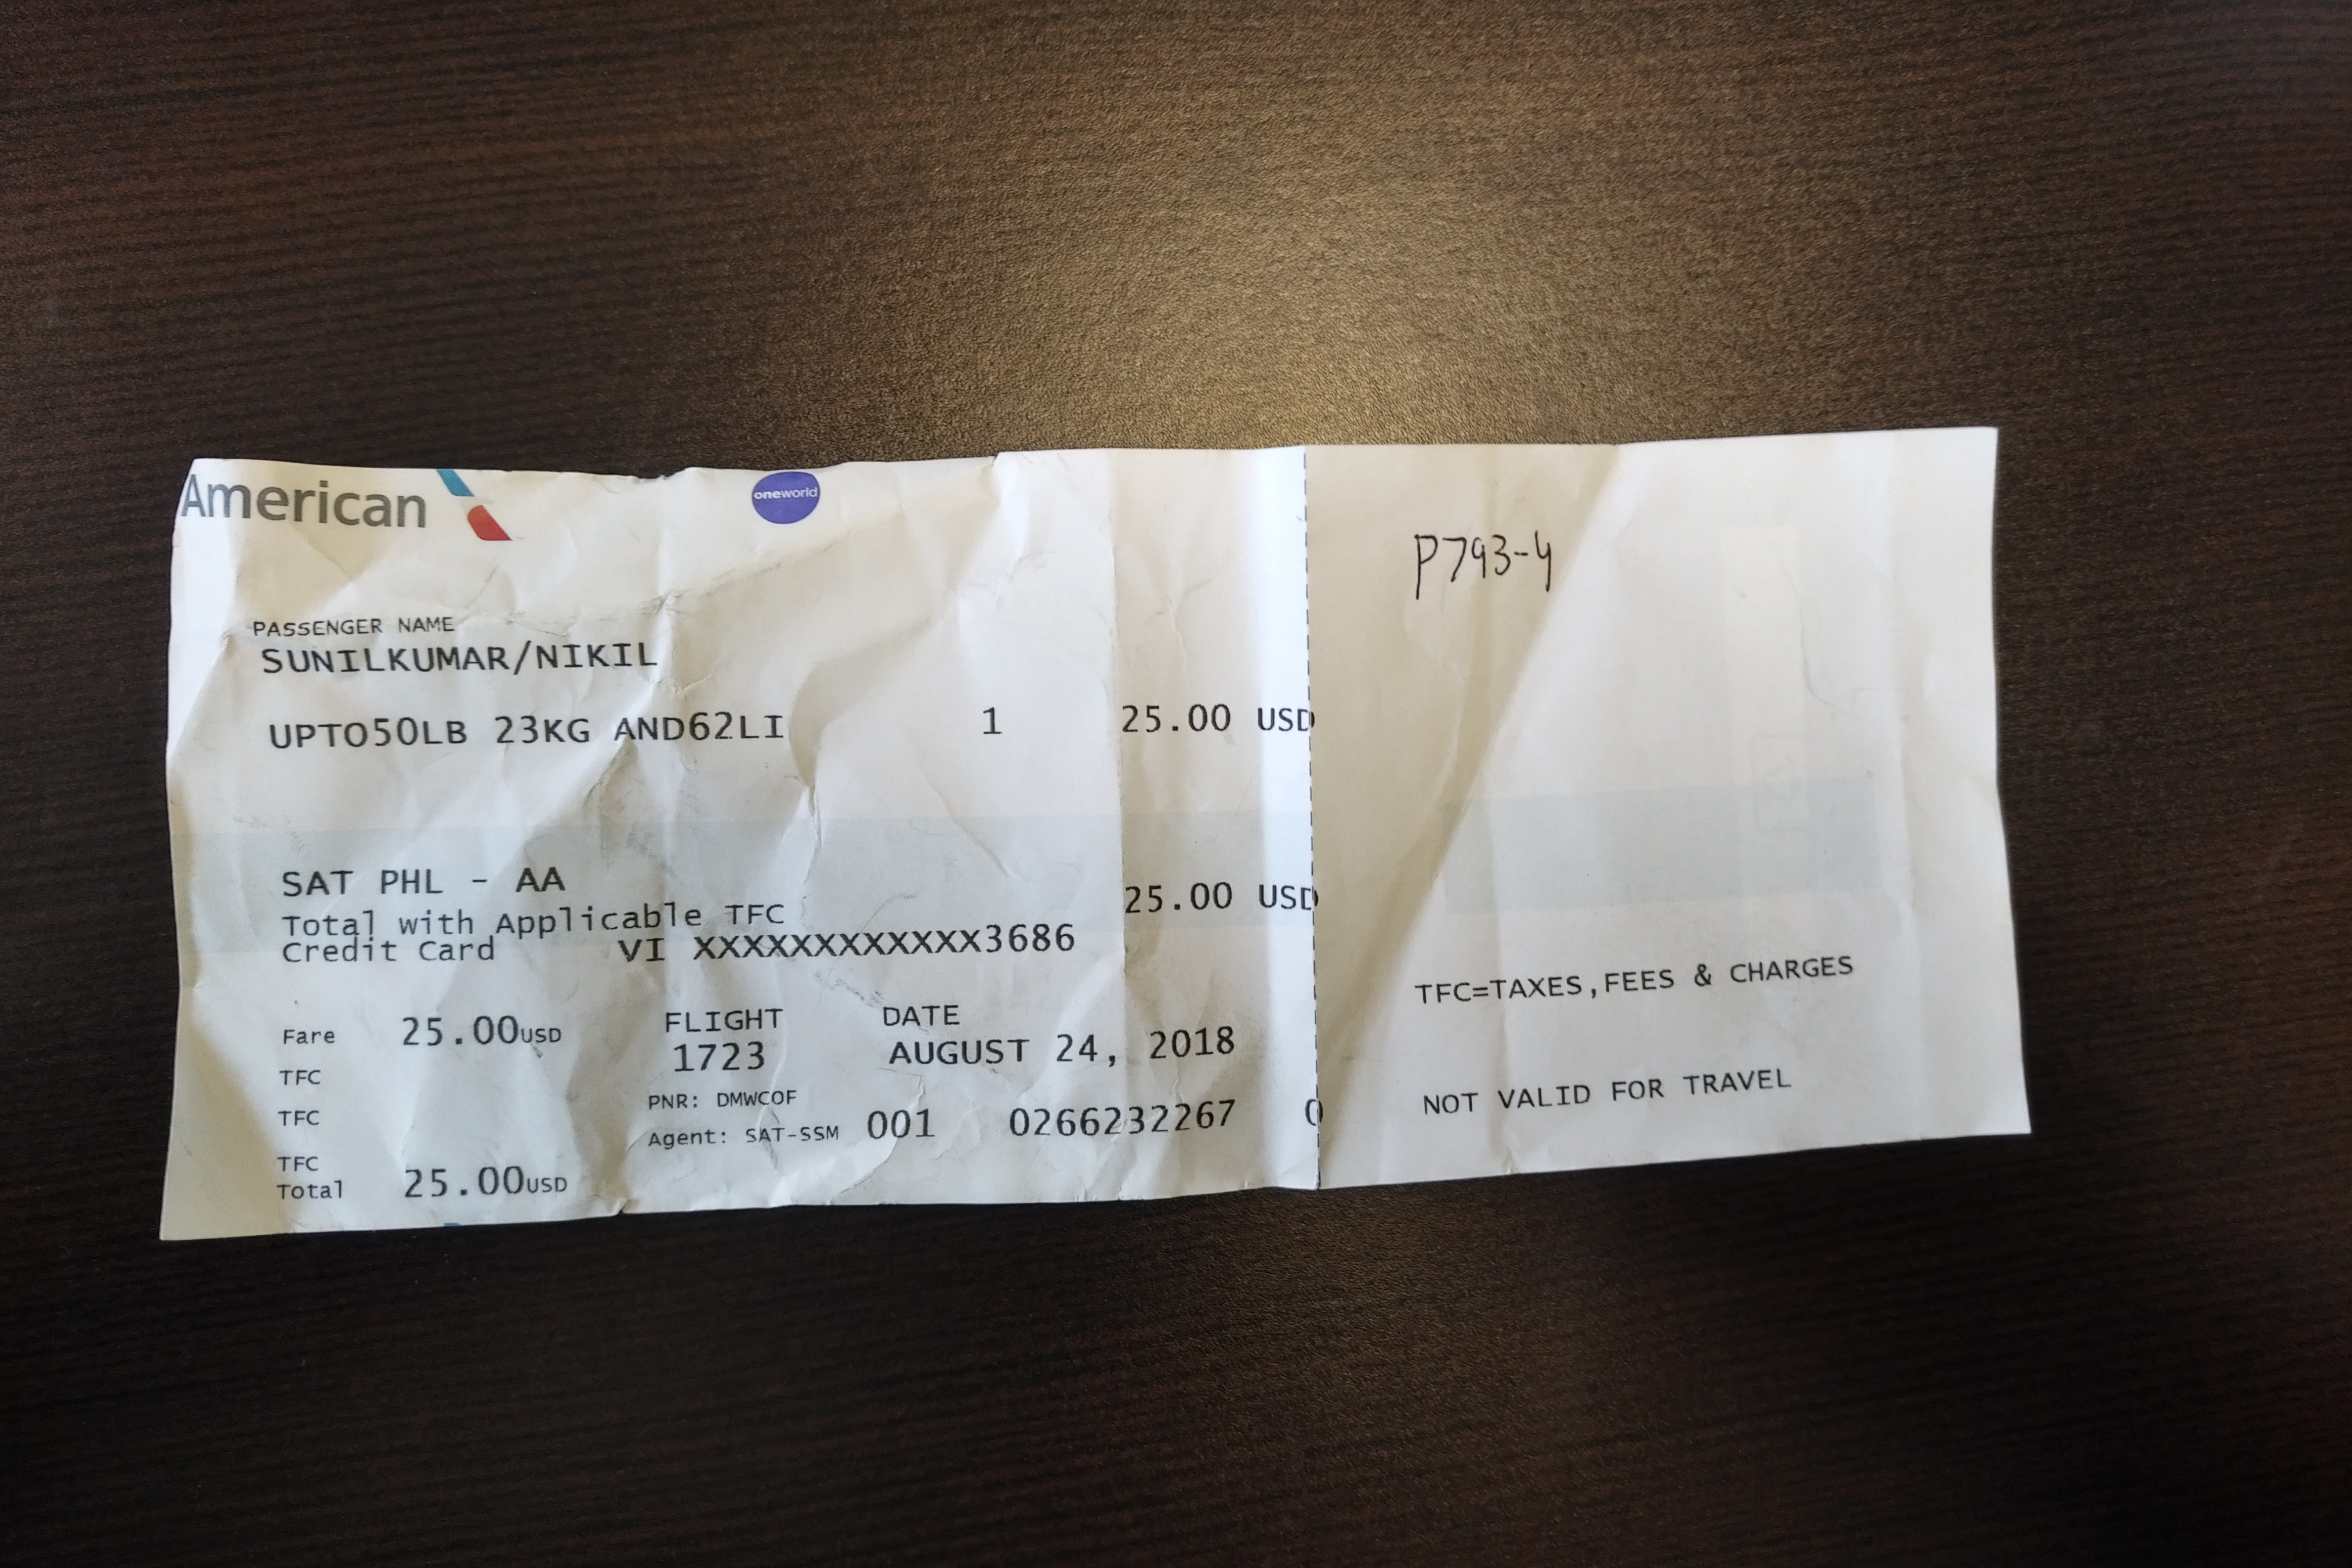 American
oneworld
PASSENGER NAME
SUNILKUMAR/NIKIL
P793-4
UPTO50LB 23KG AND62LI 1 25.00 USD
SAT PHL - AA
Total with Applicable TFC 25.00 USD
Credit Card VI XXXXXXXXXXXXXX3686
TFC=TAXES,FEES & CHARGES
Fare 25.00USD
FLIGHT DATE
1723 AUGUST 24, 2018
TFC
PNR: DMWCOF
TFC
Agent: SAT-SSM
001 0266232267 0
NOT VALID FOR TRAVEL
TFC
Total 25.00USD